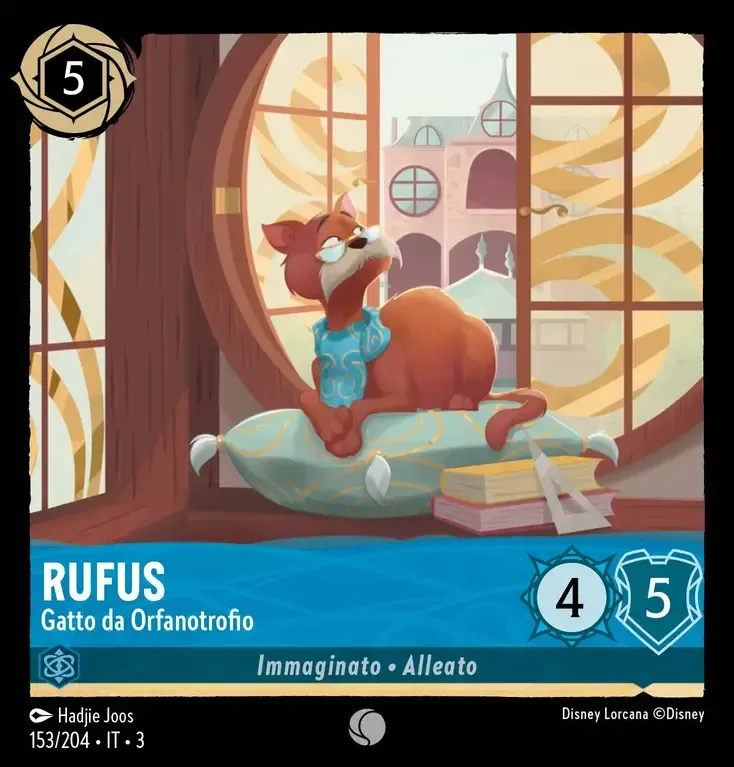 5
RUFUS
Gatto da Orfanotrofio
4
5
Immaginato • Alleato
Hadjie Joos
Disney Lorcana ©Disney
153/204 • IT • 3